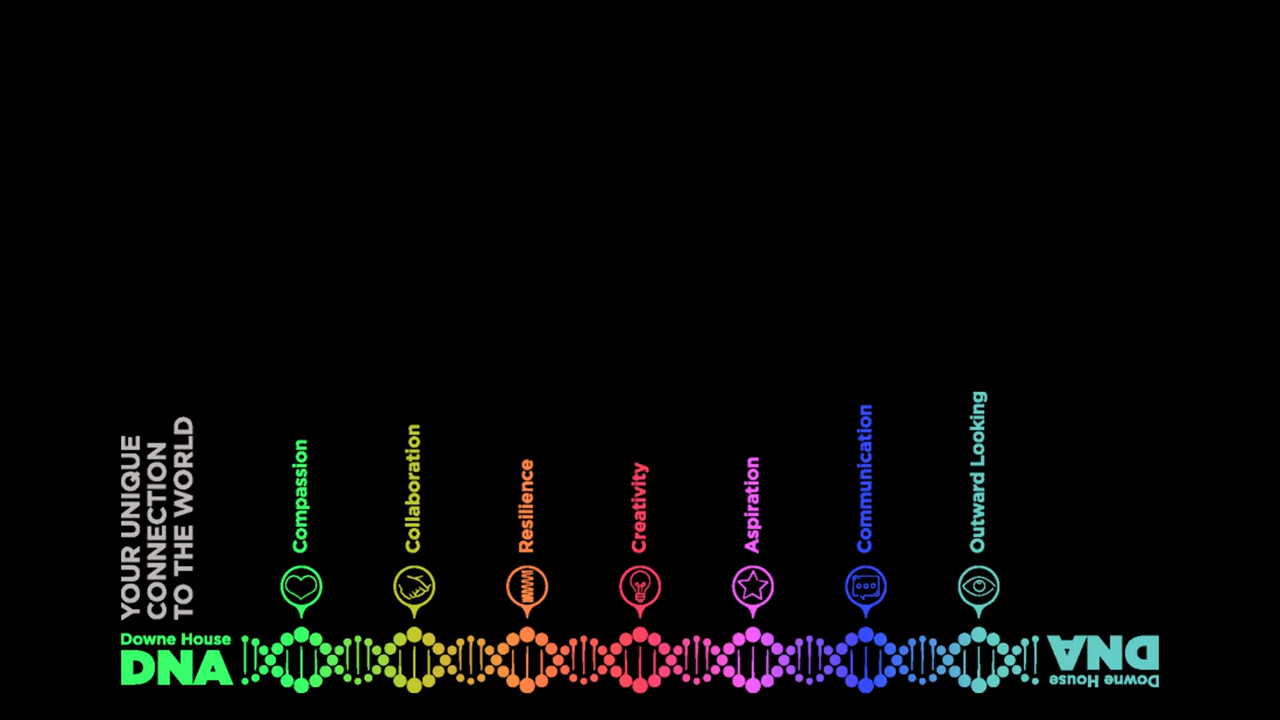 YOUR UNIQUE
CONNECTION
TO THE WORLD
Compassion
Collaboration
Resilience
Creativity
Aspiration
Communication
Outward Looking
Downe House
DNA
Downe House
DNA